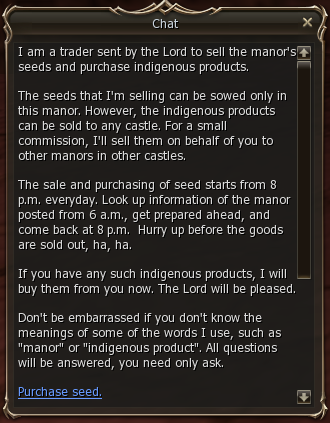 Chat
I am a trader sent by the Lord to sell the manor's
seeds and purchase indigenous products.
The seeds that I'm selling can be sowed only in
this manor. However, the indigenous products
can be sold to any castle. For a small
commission, I'll sell them on behalf of you to
other manors in other castles.
The sale and purchasing of seed starts from 8
p.m. everyday. Look up information of the manor
posted from 6 a.m., get prepared ahead, and
come back at 8 p.m.  Hurry up before the goods
are sold out, ha, ha.
If you have any such indigenous products, I will
buy them from you now. The Lord will be pleased.
Don't be embarrassed if you don't know the
meanings of some of the words I use, such as
"manor" or "indigenous product". All questions
will be answered, you need only ask.
Purchase seed.